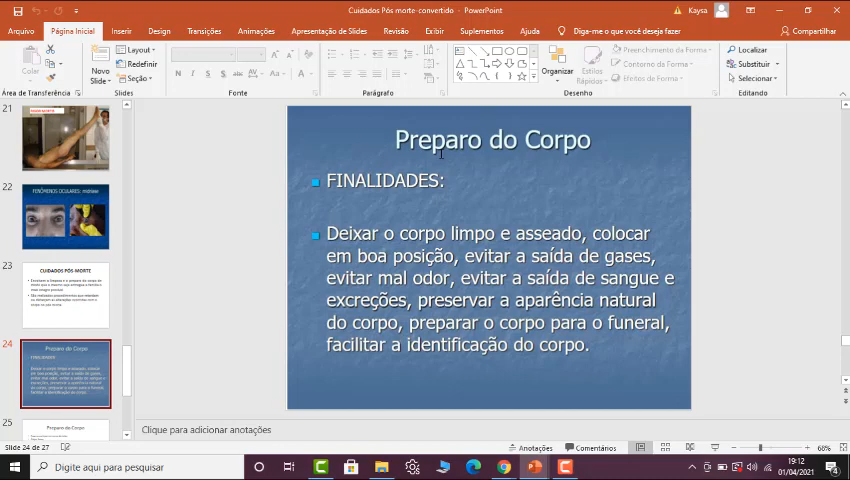 Cuidados Pós morte-convertido - PowerPoint
Kaysa
Arquivo
Página Inicial
Inserir
Design
Transições
Animações
Apresentação de Slides
Revisão
Exibir
Suplementos
Diga-me o que você deseja fazer
Compartilhar
Colar
Novo
Slide
Layout
Redefinir
Seção
N
I
S
S
abc
AV
Aa
A
A
A
Organizar
Estilos
Rápidos
Preenchimento da Forma
Contorno da Forma
Efeitos de Forma
Localizar
Substituir
Selecionar
Área de Transferência
Slides
Fonte
Parágrafo
Desenho
Editando
21
22
FENÔMENOS OCULARES: midríase
23
CUIDADOS PÓS-MORTE
24
Preparo do Corpo
FINALIDADES:
25
Preparo do Corpo
Preparo do Corpo
FINALIDADES:
Deixar o corpo limpo e asseado, colocar
em boa posição, evitar a saída de gases,
evitar mal odor, evitar a saída de sangue e
excreções, preservar a aparência natural
do corpo, preparar o corpo para o funeral,
facilitar a identificação do corpo.
Clique para adicionar anotações
Slide 24 de 27
Anotações
Comentários
68%
Digite aqui para pesquisar
19:12
01/04/2021
4